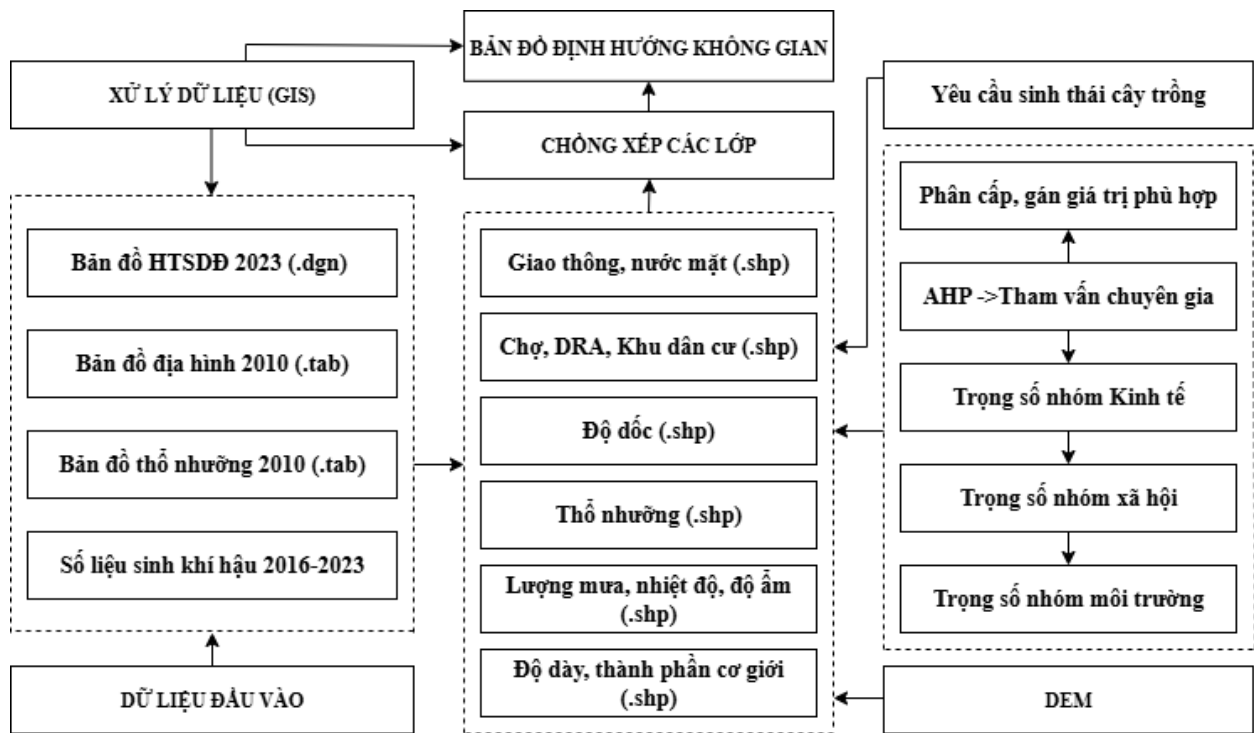 BẢN ĐỒ ĐỊNH HƯỚNG KHÔNG GIAN
XỬ LÝ DỮ LIỆU (GIS)
CHỒNG XẾP CÁC LỚP
Bản đồ HTSDĐ 2023 (.dgn)
Bản đồ địa hình 2010 (.tab)
Bản đồ thổ nhưỡng 2010 (.tab)
Số liệu sinh khí hậu 2016-2023
DỮ LIỆU ĐẦU VÀO
Giao thông, nước mặt (.shp)
Chợ, DRA, Khu dân cư (.shp)
Độ dốc (.shp)
Thổ nhưỡng (.shp)
Lượng mưa, nhiệt độ, độ ẩm
(.shp)
Độ dày, thành phần cơ giới
(.shp)
Yêu cầu sinh thái cây trồng
Phân cấp, gán giá trị phù hợp
AHP ->Tham vấn chuyên gia
Trọng số nhóm Kinh tế
Trọng số nhóm xã hội
Trọng số nhóm môi trường
DEM